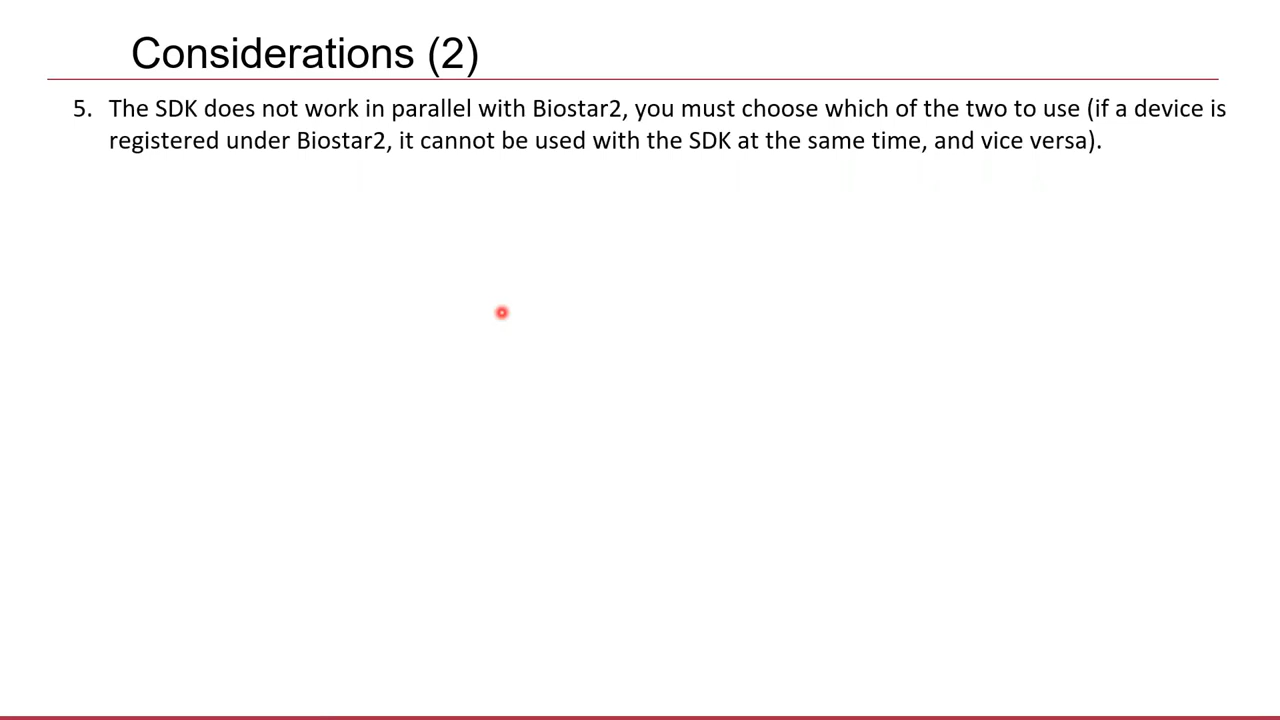 Considerations (2)
5. The SDK does not work in parallel with Biostar2, you must choose which of the two to use (if a device is
registered under Biostar2, it cannot be used with the SDK at the same time, and vice versa).